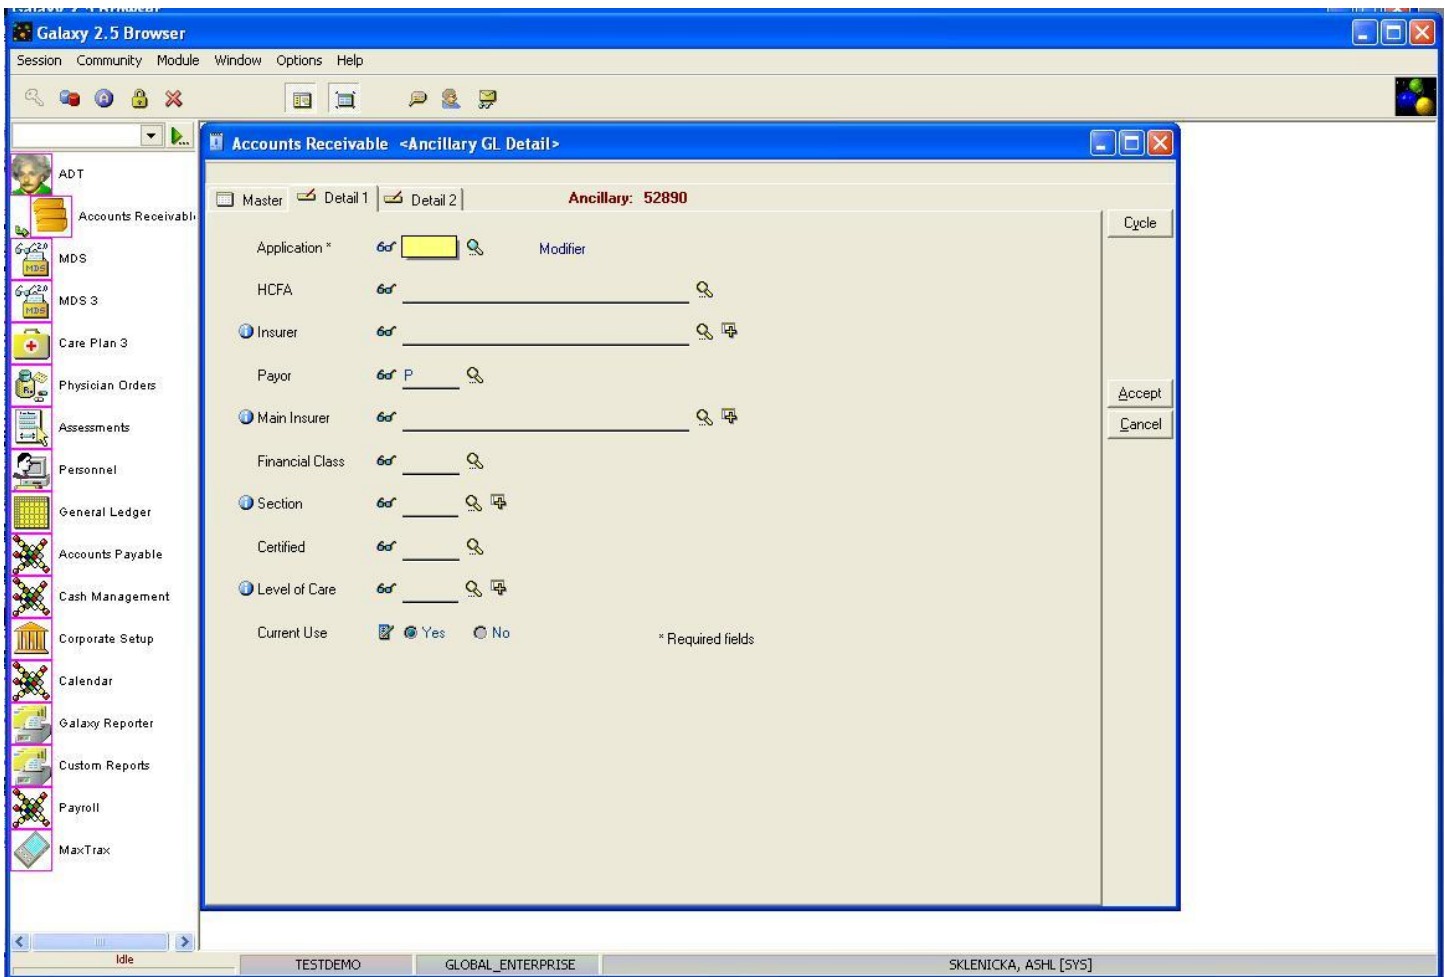 Galaxy 2.5 Browser
Galaxy 2.5 Browser
Session Community Module Window Options Help
ADT
Accounts Receivabl
MDS
MDS 3
Care Plan 3
Physician Orders
Assessments
Personnel
General Ledger
Accounts Payable
Cash Management
Corporate Setup
Calendar
Galaxy Reporter
Custom Reports
Payroll
MaxTrax
Accounts Receivable <Ancillary GL Detail>
Master Detail 1 Detail 2 Ancillary: 52890
Cycle
Application * Modifier
HCFA
Insurer
Payor P
Main Insurer
Accept
Cancel
Financial Class
Section
Certified
Level of Care
Current Use Yes No
* Required fields
Idle TESTDEMO GLOBAL_ENTERPRISE SKLENICKA, ASHL [SYS]